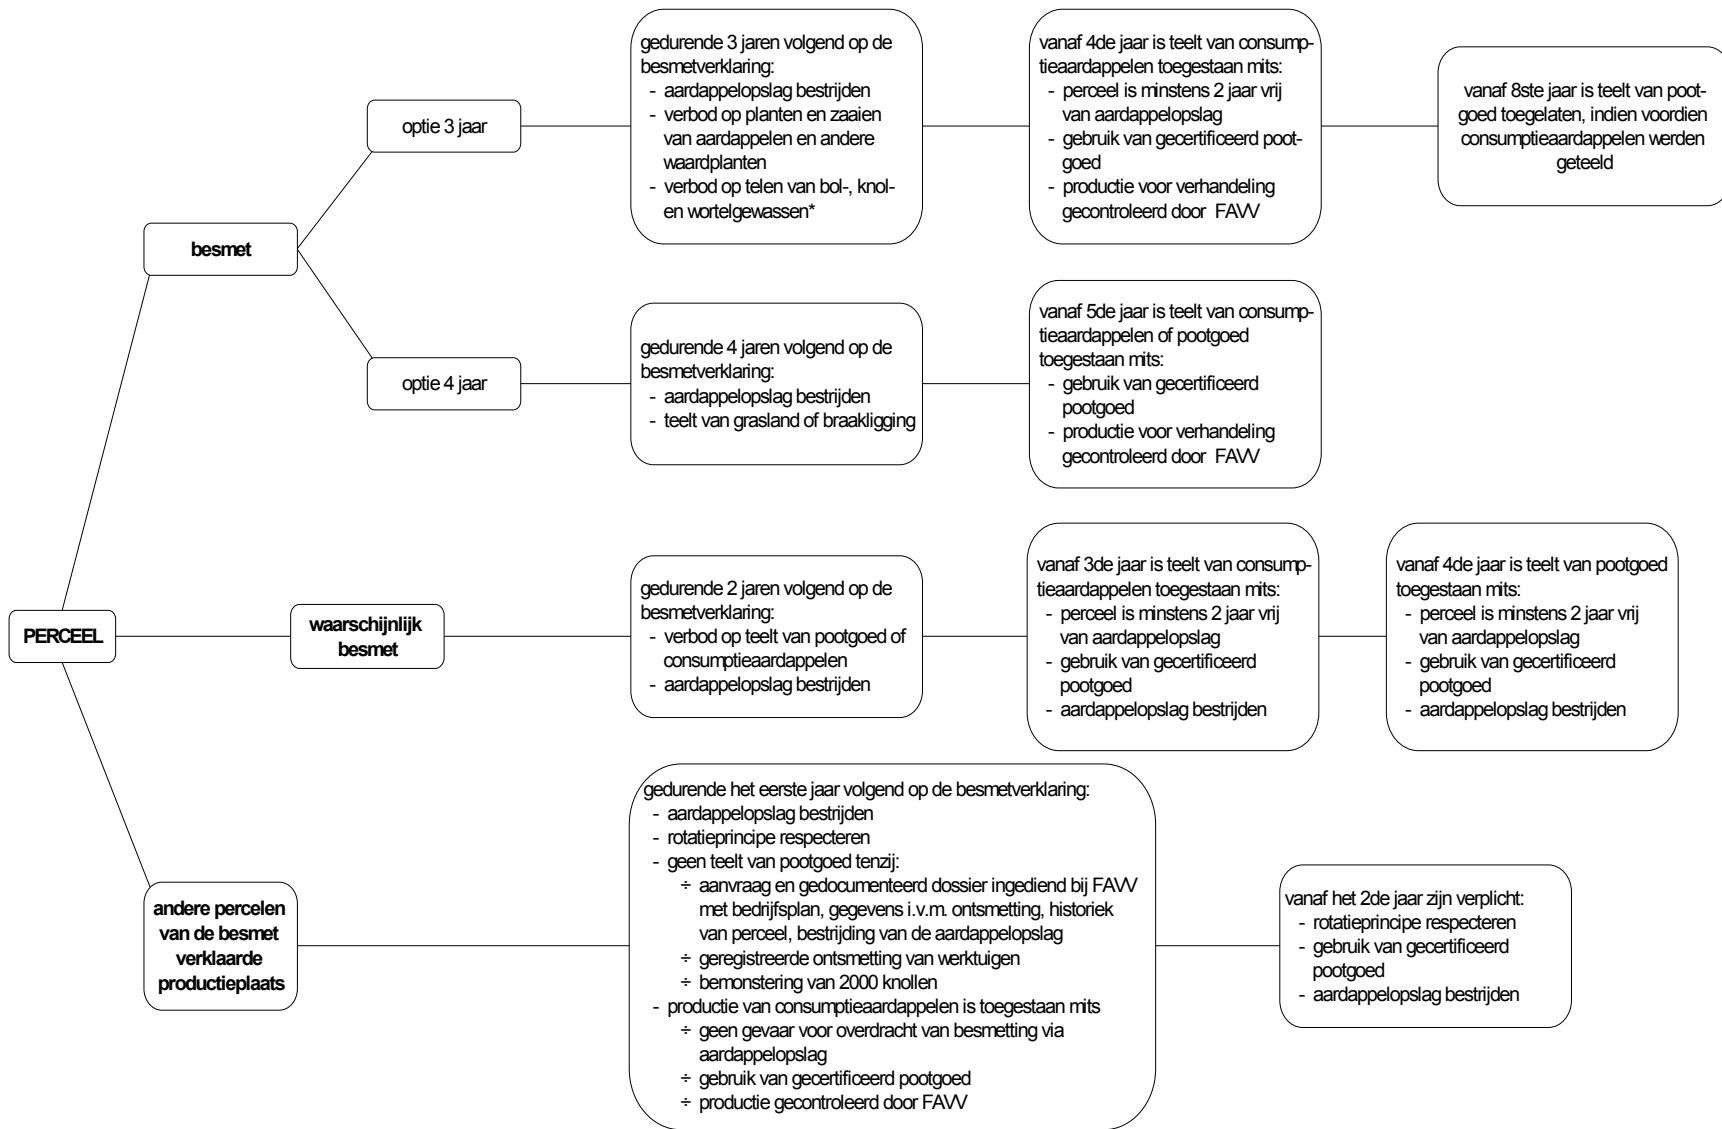 PERCEEL
besmet
optie 3 jaar
gedurende 3 jaren volgend op de
besmetverklaring:
- aardappelopslag bestrijden
- verbod op planten en zaaien
van aardappelen en andere
waardplanten
- verbod op telen van bol-, knol-
en wortelgewassen*
vanaf 4de jaar is teelt van consump-
tieaardappelen toegestaan mits:
- perceel is minstens 2 jaar vrij
van aardappelopslag
- gebruik van gecertificeerd poot-
goed
- productie voor verhandeling
gecontroleerd door FAVV
vanaf 8ste jaar is teelt van poot-
goed toegelaten, indien voordien
consumptieaardappelen werden
geteeld
optie 4 jaar
gedurende 4 jaren volgend op de
besmetverklaring:
- aardappelopslag bestrijden
- teelt van grasland of braakligging
vanaf 5de jaar is teelt van consump-
tieaardappelen of pootgoed
toegestaan mits:
- gebruik van gecertificeerd
pootgoed
- productie voor verhandeling
gecontroleerd door FAVV
waarschijnlijk
besmet
gedurende 2 jaren volgend op de
besmetverklaring:
- verbod op teelt van pootgoed of
consumptieaardappelen
- aardappelopslag bestrijden
vanaf 3de jaar is teelt van consump-
tieaardappelen toegestaan mits:
- perceel is minstens 2 jaar vrij
van aardappelopslag
- gebruik van gecertificeerd
pootgoed
- aardappelopslag bestrijden
vanaf 4de jaar is teelt van pootgoed
toegestaan mits:
- perceel is minstens 2 jaar vrij
van aardappelopslag
- gebruik van gecertificeerd
pootgoed
- aardappelopslag bestrijden
andere percelen
van de besmet
verklaarde
productieplaats
gedurende het eerste jaar volgend op de besmetverklaring:
- aardappelopslag bestrijden
- rotatieprincipe respecteren
- geen teelt van pootgoed tenzij:
÷ aanvraag en gedocumenteerd dossier ingediend bij FAVV
met bedrijfsplan, gegevens i.v.m. ontsmetting, historiek
van perceel, bestrijding van de aardappelopslag
÷ geregistreerde ontsmetting van werktuigen
÷ bemonstering van 2000 knollen
- productie van consumptieaardappelen is toegestaan mits
÷ geen gevaar voor overdracht van besmetting via
aardappelopslag
÷ gebruik van gecertificeerd pootgoed
÷ productie gecontroleerd door FAVV
vanaf het 2de jaar zijn verplicht:
- rotatieprincipe respecteren
- gebruik van gecertificeerd
pootgoed
- aardappelopslag bestrijden